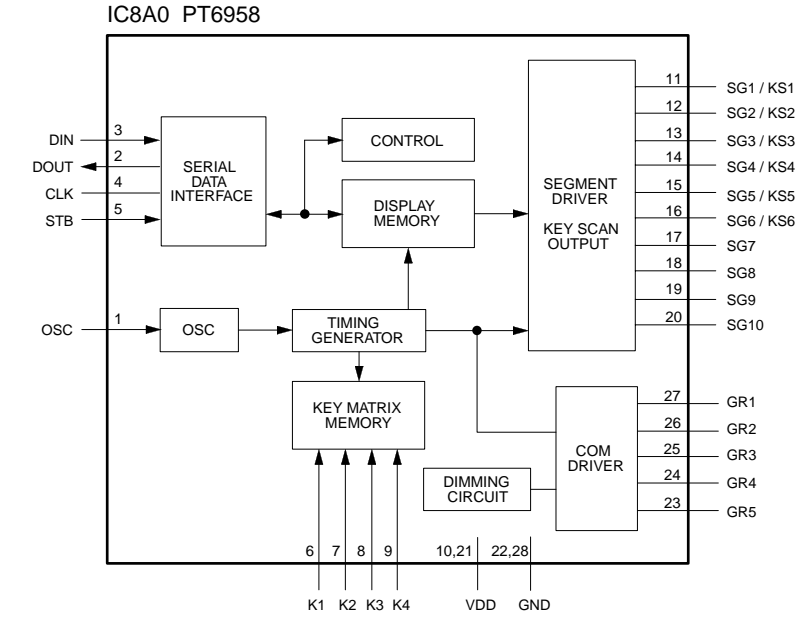 IC8A0 PT6958
DIN
3
DOUT
2
CLK
4
STB
5
SERIAL
DATA
INTERFACE
CONTROL
DISPLAY
MEMORY
SEGMENT
DRIVER
KEY SCAN
OUTPUT
11
SG1 / KS1
12
SG2 / KS2
13
SG3 / KS3
14
SG4 / KS4
15
SG5 / KS5
16
SG6 / KS6
17
SG7
18
SG8
19
SG9
20
SG10
OSC
1
OSC
TIMING
GENERATOR
KEY MATRIX
MEMORY
DIMMING
CIRCUIT
COM
DRIVER
27
GR1
26
GR2
25
GR3
24
GR4
23
GR5
6
7
8
9
10,21
22,28
K1
K2
K3
K4
VDD
GND